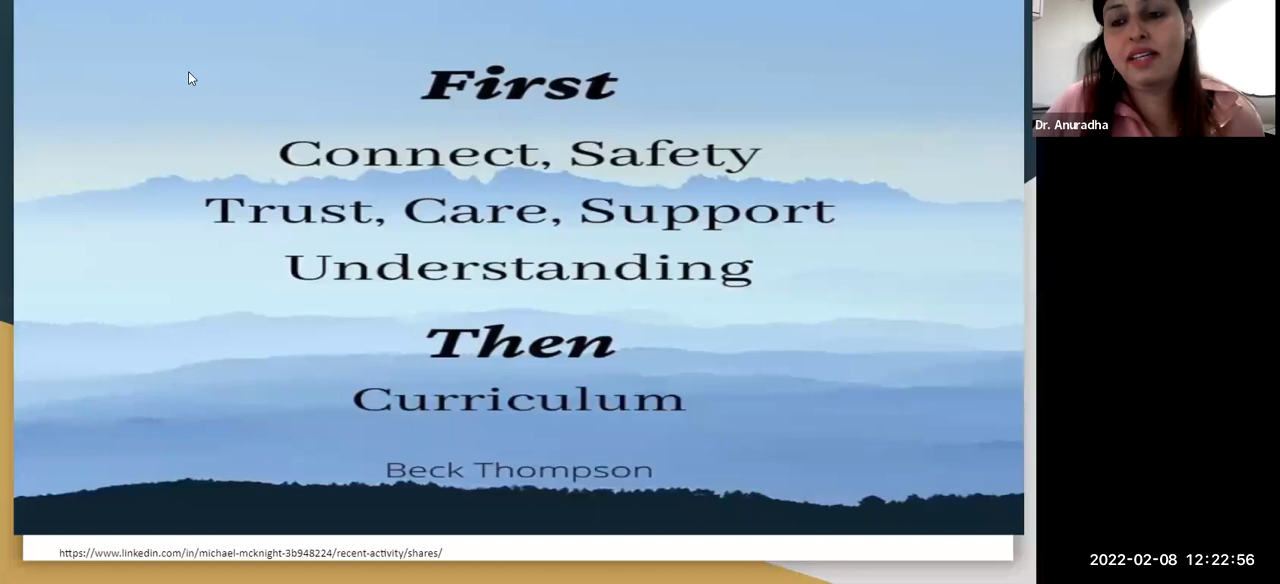 First
Connect, Safety
Trust, Care, Support
Understanding
Then
Curriculum
Beck Thompson
https://www.linkedin.com/in/michael-mcknight-3b948224/recent-activity/shares/
Dr. Anuradha
2022-02-08 12:22:56